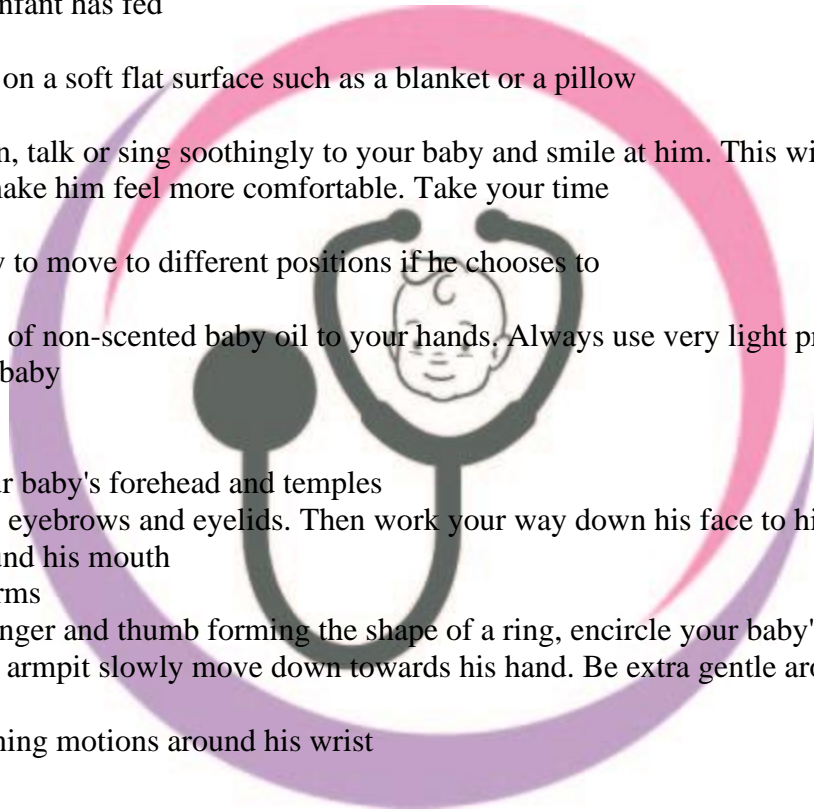 nfant has fed
on a soft flat surface such as a blanket or a pillow
n, talk or sing soothingly to your baby and smile at him. This wi
nake him feel more comfortable. Take your time
y to move to different positions if he chooses to
of non-scented baby oil to your hands. Always use very light pr
baby
ur baby's forehead and temples
eyebrows and eyelids. Then work your way down his face to hi
und his mouth
rms
nger and thumb forming the shape of a ring, encircle your baby'
armpit slowly move down towards his hand. Be extra gentle aro
ning motions around his wrist